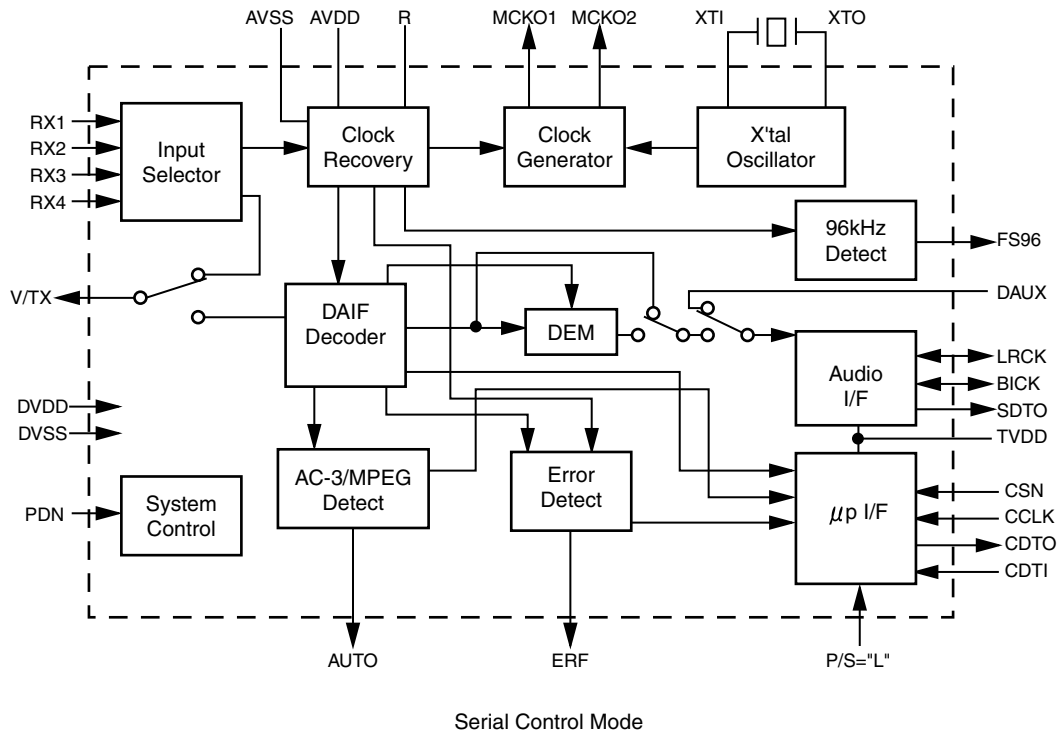 AVSS AVDD R MCKO1 MCKO2 XTI XTO
RX1
RX2
RX3
RX4
Input
Selector
Clock
Recovery
Clock
Generator
X'tal
Oscillator
96kHz
Detect
FS96
V/TX
DAUX
DAIF
Decoder
DEM
Audio
I/F
LRCK
BICK
SDTO
TVDD
DVDD
DVSS
PDN
System
Control
AC-3/MPEG
Detect
Error
Detect
μp I/F
CSN
CCLK
CDTO
CDTI
AUTO ERF P/S="L"
Serial Control Mode